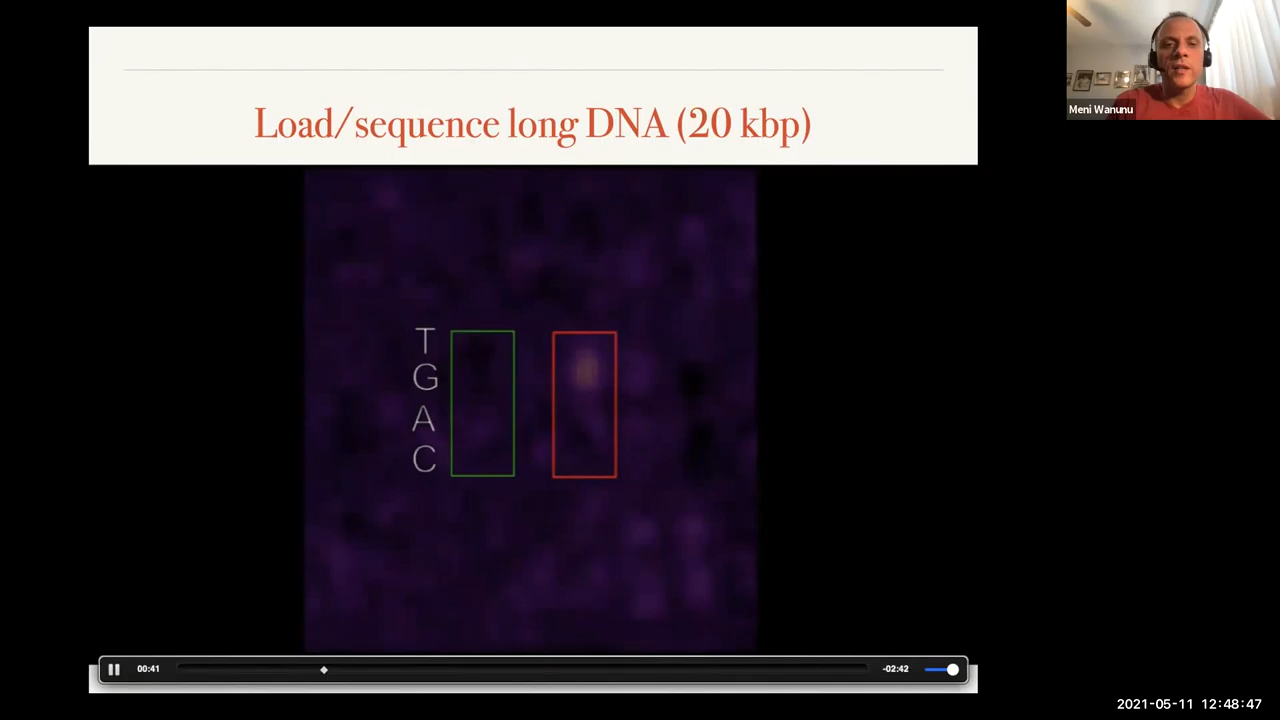 Load/sequence long DNA (20 kbp)
Meni Wanunu
T
G
A
C
00:41
-02:42
2021-05-11 12:48:47